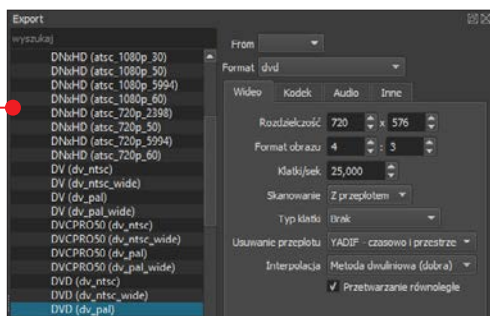 Export
wyszukaj
DNxHD (atsc_1080p_30)
DNxHD (atsc_1080p_50)
DNxHD (atsc_1080p_5994)
DNxHD (atsc_1080p_60)
DNxHD (atsc_720p_2398)
DNxHD (atsc_720p_50)
DNxHD (atsc_720p_5994)
DNxHD (atsc_720p_60)
DV (dv_ntsc)
DV (dv_ntsc_wide)
DV (dv_pal)
DV (dv_pal_wide)
DVCPRO50 (dv_ntsc)
DVCPRO50 (dv_ntsc_wide)
DVCPRO50 (dv_pal)
DVCPRO50 (dv_pal_wide)
DVD (dv_ntsc)
DVD (dv_ntsc_wide)
DVD (dv_pal)
From
Format dvd
Wideo Kodek Audio Inne
Rozdzielczość 720 x 576
Format obrazu 4 : 3
Klatki/sek 25,000
Skanowanie Z przeplotem
Typ klatki Brak
Usuwanie przeplotu YADIF - czasowo i przestrze
Interpolacja Metoda dwuliniowa (dobra)
Przetwarzanie równoległe